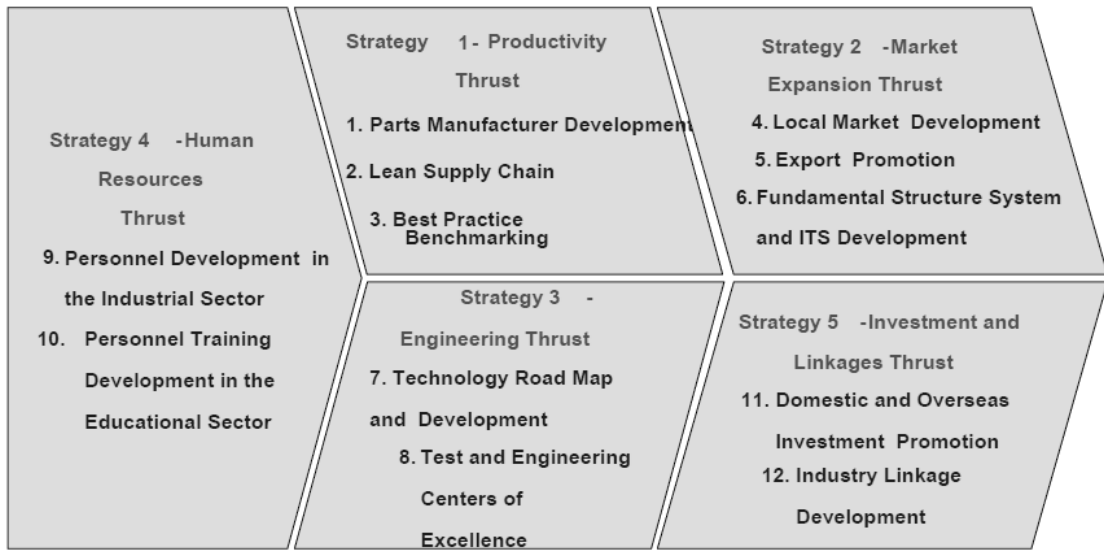 Strategy 4 -Human
Resources
Thrust
9. Personnel Development in
the Industrial Sector
10. Personnel Training
Development in the
Educational Sector
Strategy 1- Productivity
Thrust
1. Parts Manufacturer Development
2. Lean Supply Chain
3. Best Practice
Benchmarking
Strategy 2 -Market
Expansion Thrust
4. Local Market Development
5. Export Promotion
6. Fundamental Structure System
and ITS Development
Strategy 3 -
Engineering Thrust
7. Technology Road Map
and Development
8. Test and Engineering
Centers of
Excellence
Strategy 5 -Investment and
Linkages Thrust
11. Domestic and Overseas
Investment Promotion
12. Industry Linkage
Development